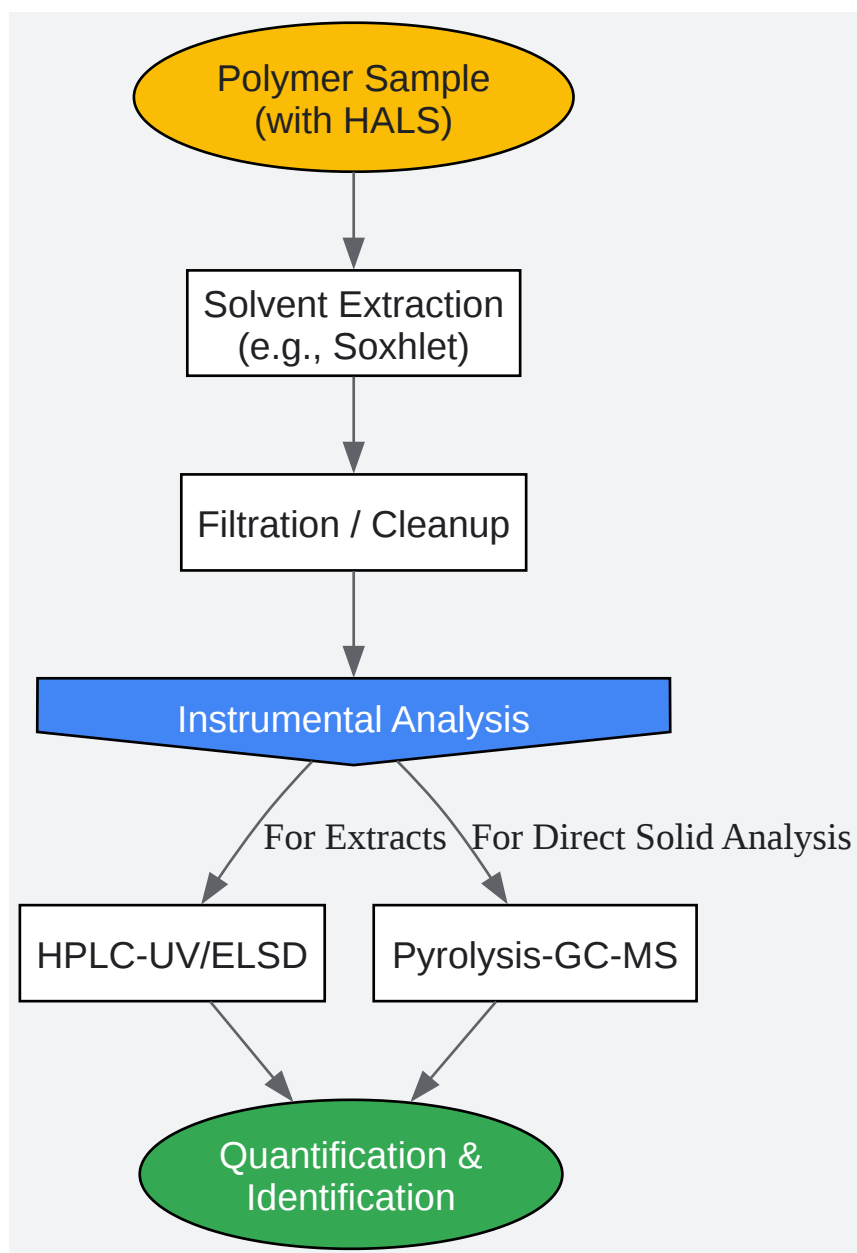 Polymer Sample
(with HALS)
Solvent Extraction
(e.g., Soxhlet)
Filtration / Cleanup
Instrumental Analysis
For Extracts
For Direct Solid Analysis
HPLC-UV/ELSD
Pyrolysis-GC-MS
Quantification &
Identification